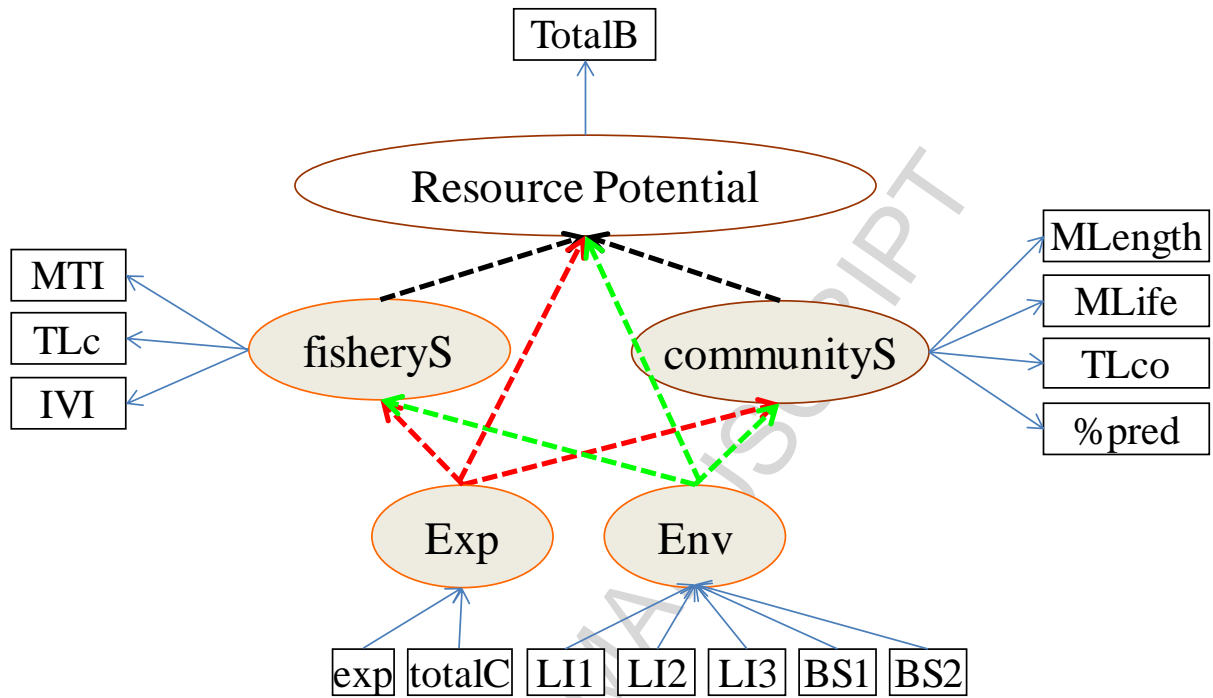 TotalB
Resource Potential
MTI
TLc
IVI
fisheryS
communityS
MLength
MLife
TLco
%pred
Exp
Env
exp
totalC
LI1
LI2
LI3
BS1
BS2